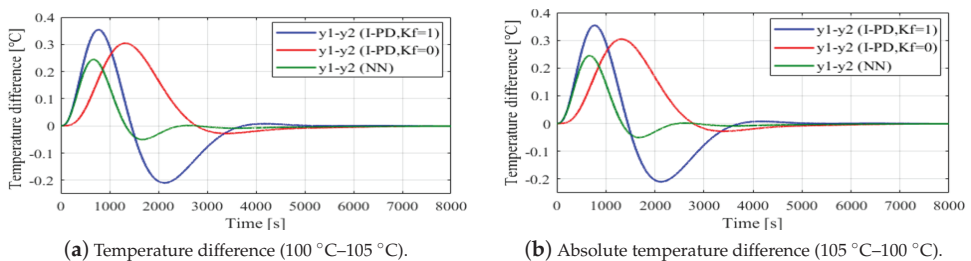 Temperature difference [℃]
0.4
0.3
0.2
0.1
0
-0.1
-0.2
y1-y2 (I-PD,Kf=1)
y1-y2 (I-PD,Kf=0)
y1-y2 (NN)
0 1000 2000 3000 4000 5000 6000 7000 8000
Time [s]
(a) Temperature difference (100 °C–105 °C).
Temperature difference [℃]
0.4
0.3
0.2
0.1
0
-0.1
-0.2
y1-y2 (I-PD,Kf=1)
y1-y2 (I-PD,Kf=0)
y1-y2 (NN)
0 1000 2000 3000 4000 5000 6000 7000 8000
Time [s]
(b) Absolute temperature difference (105 °C–100 °C).